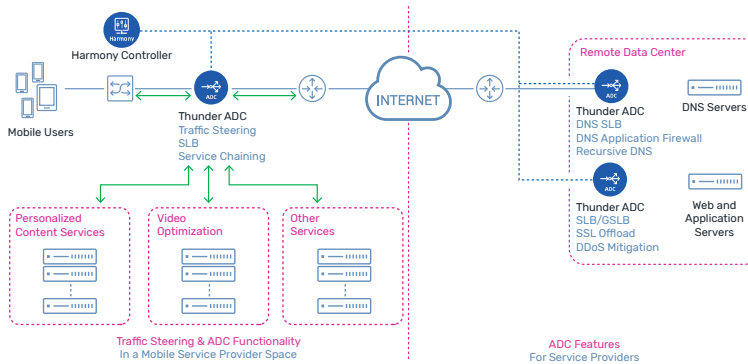 Harmony
Harmony Controller
Mobile Users
ADC
Thunder ADC
Traffic Steering
SLB
Service Chaining
INTERNET
Remote Data Center
ADC
Thunder ADC
DNS SLB
DNS Application Firewall
Recursive DNS
DNS Servers
ADC
Thunder ADC
SLB/GSLB
SSL Offload
DDoS Mitigation
Web and
Application
Servers
Personalized
Content Services
Video
Optimization
Other
Services
Traffic Steering & ADC Functionality
In a Mobile Service Provider Space
ADC Features
For Service Providers